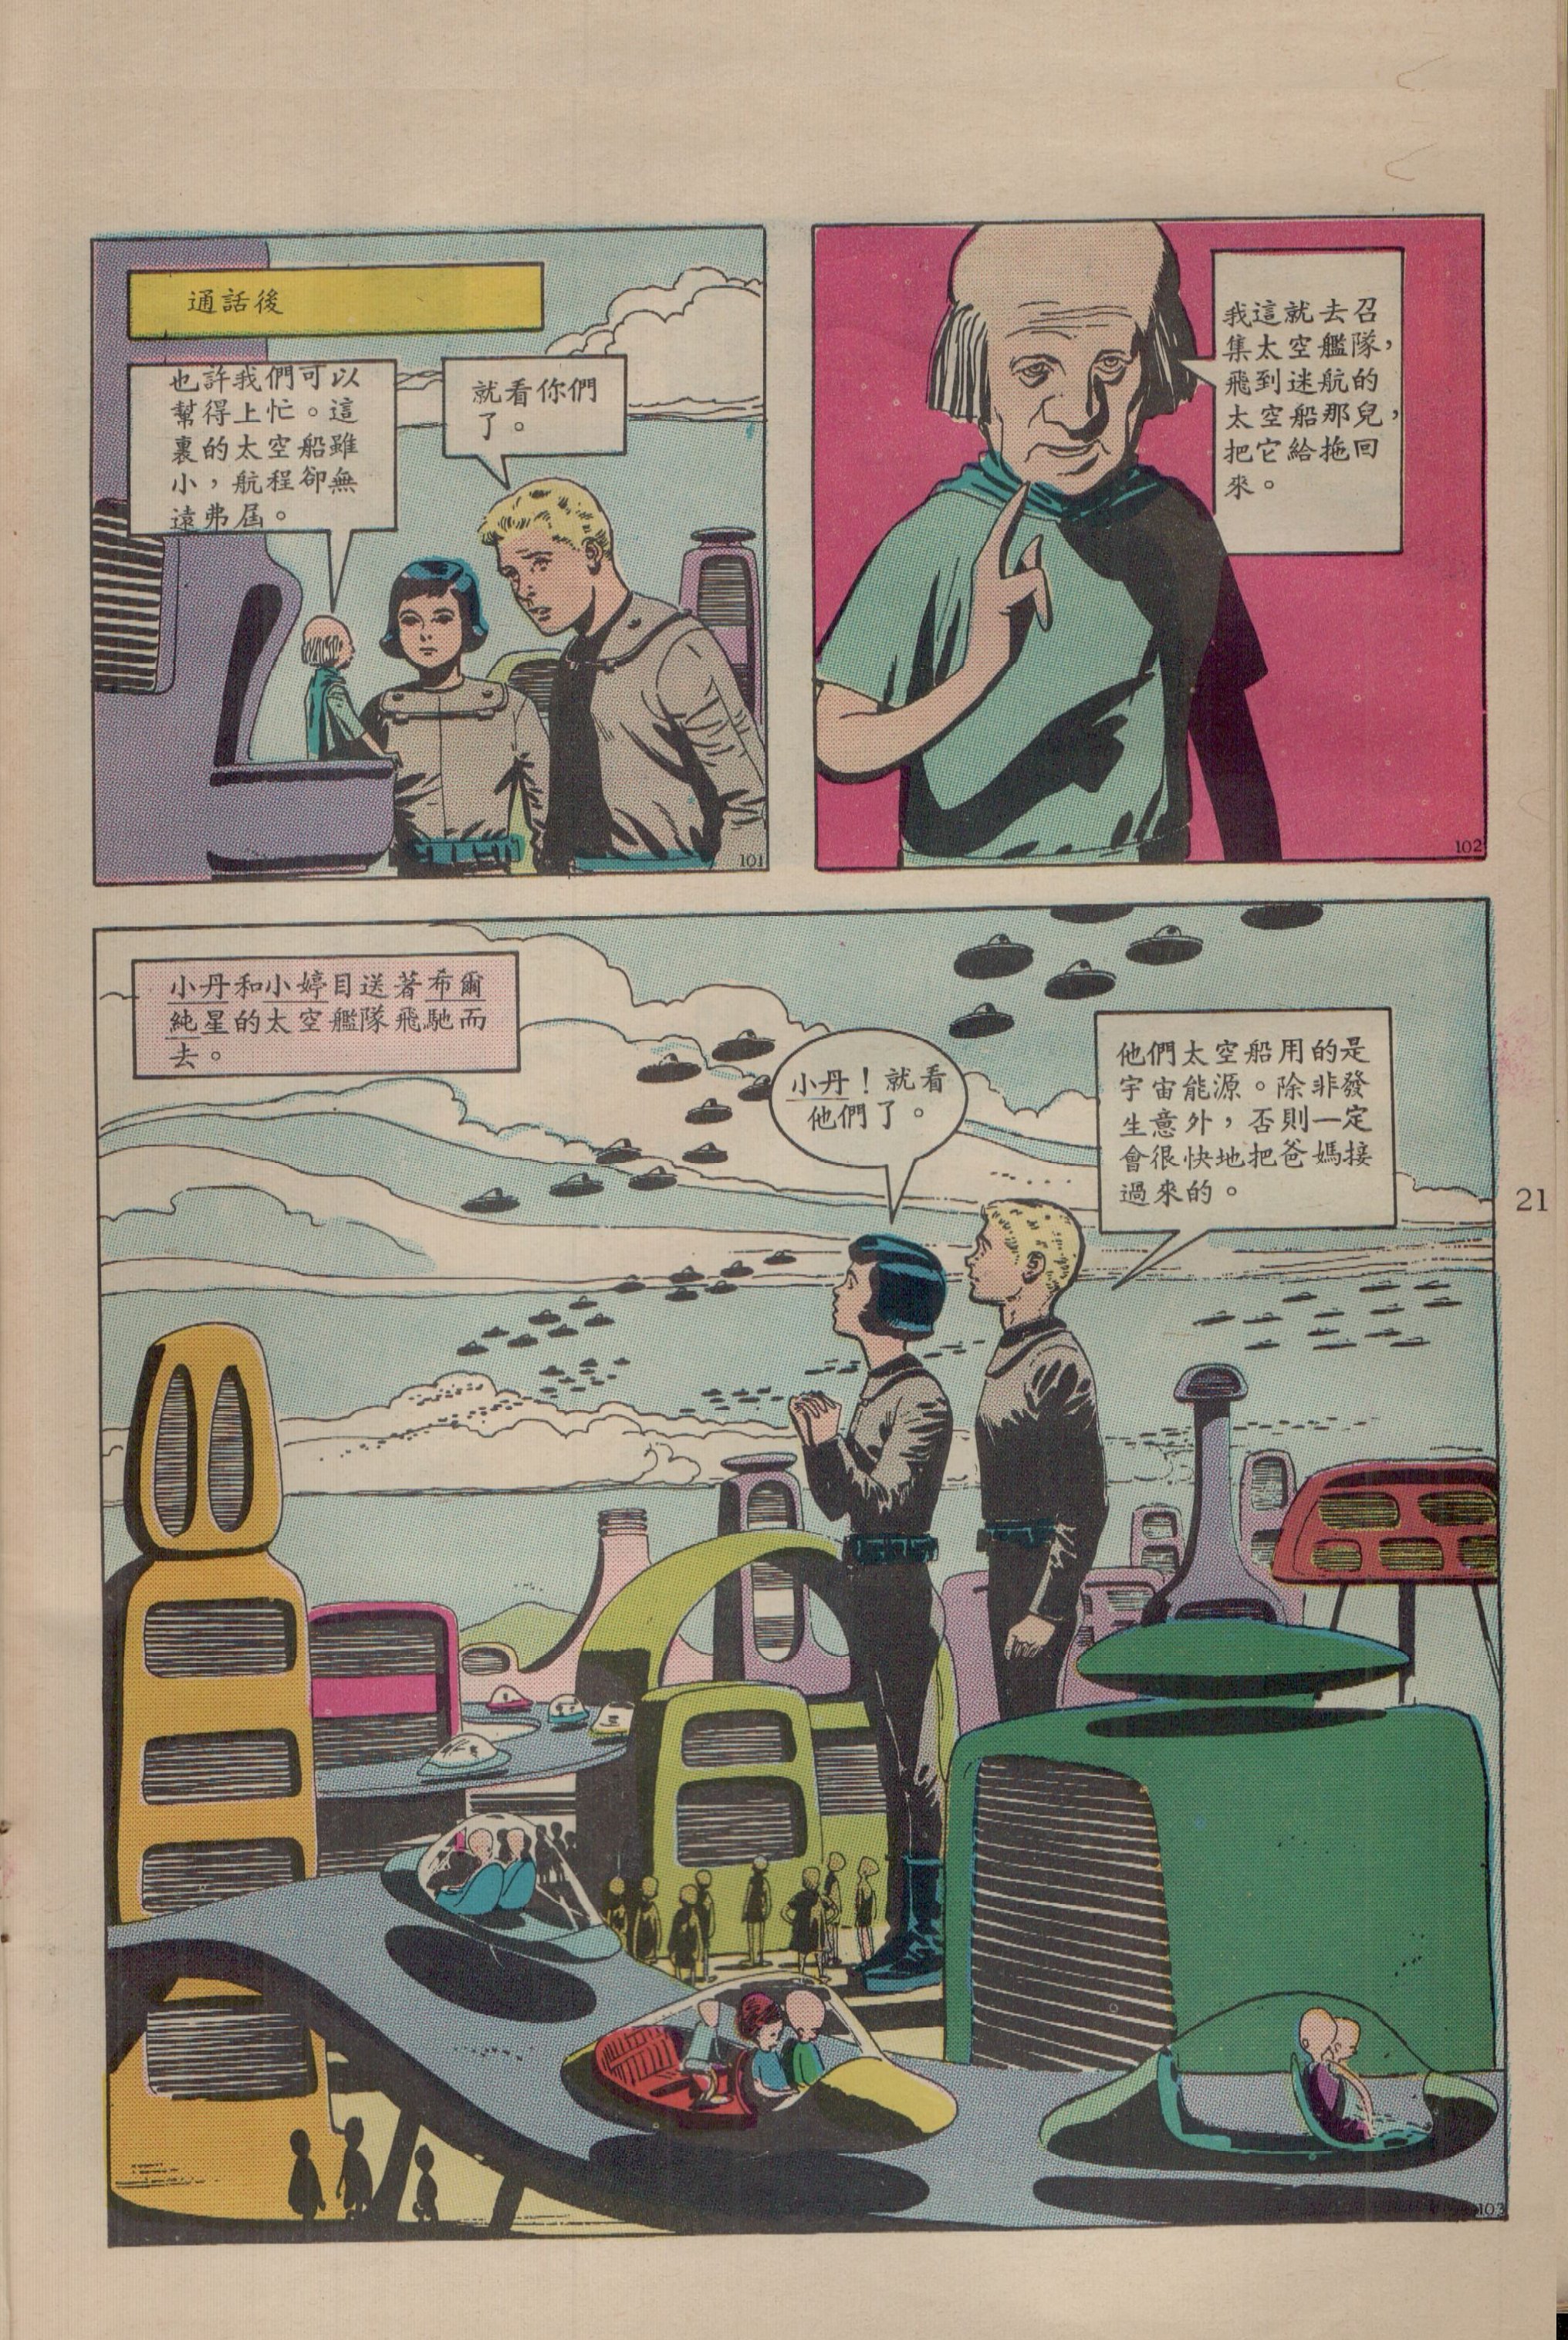 通話後
也許我們可以
幫得上忙。這
裏的太空船雖
小，航程卻無
遠弗屆。
就看你們
了。
101
我這就去召
集太空艦隊，
飛到迷航的
太空船那兒，
把它給拖回
來。
102
小丹和小婷目送著希爾
純星的太空艦隊飛馳而
去。
小丹！就看
他們了。
他們太空船用的是
宇宙能源。除非發
生意外，否則一定
會很快地把爸媽接
過來的。
103
21